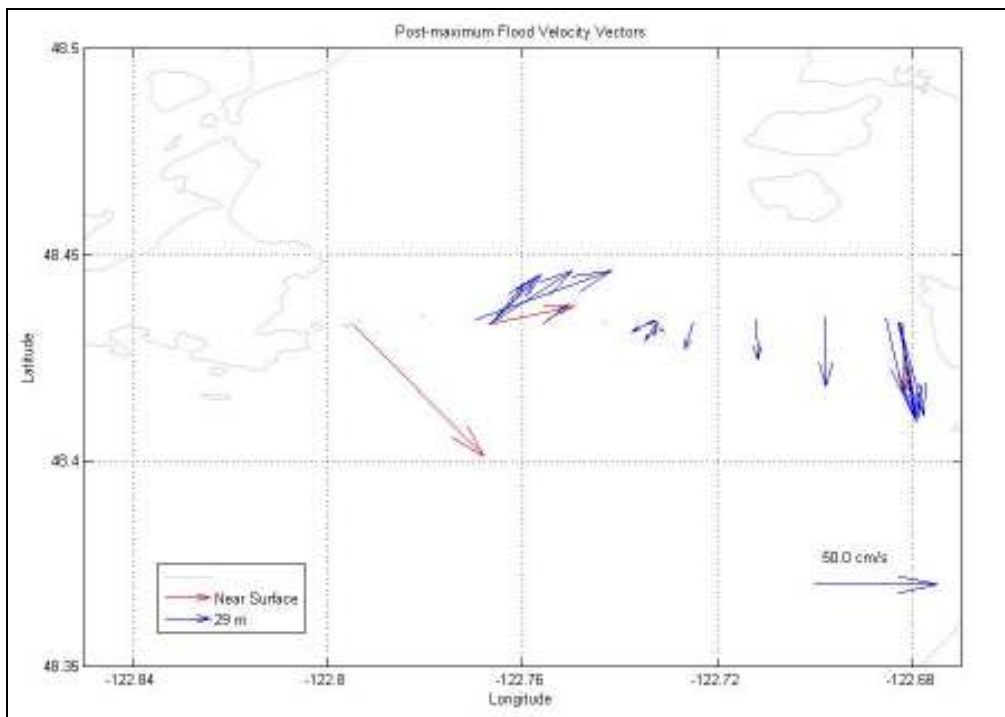 Post-maximum Flood Velocity Vectors
48.5
48.45
48.4
48.35
Latitude
50.0 cm/s
Near Surface
29 m
-122.84
-122.8
-122.76
-122.72
-122.68
Longitude